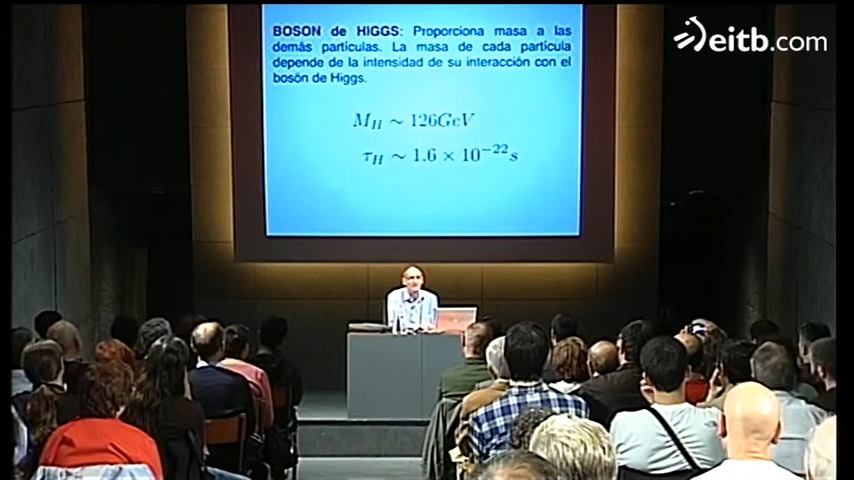 BOSON de HIGGS: Proporciona masa a las
demás partículas. La masa de cada partícula
depende de la intensidad de su interacción con el
bosón de Higgs.
M_H ∼ 126GeV
τ_H ∼ 1.6 × 10^{−22}s
eitb.com